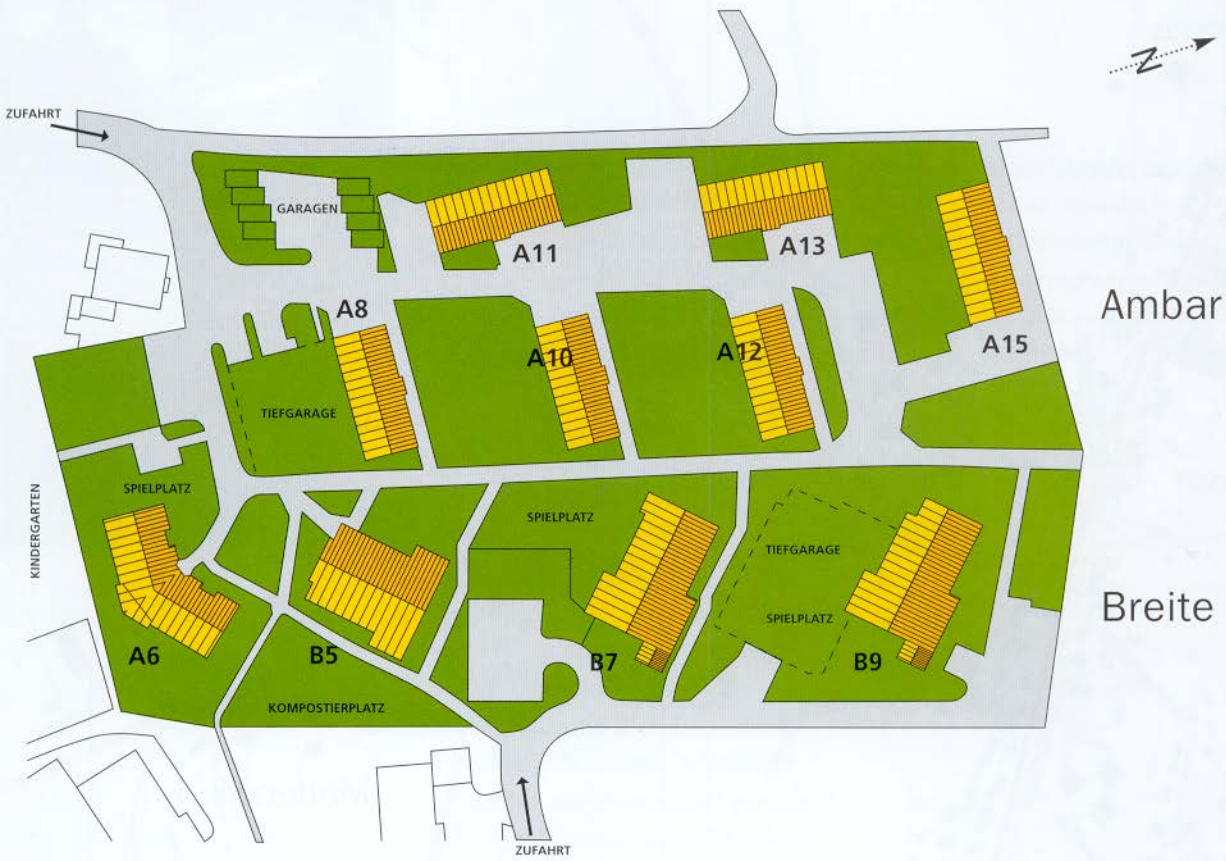 N
ZUFAHRT
GARAGEN
A11
A13
A8
Ambar
A10
A12
A15
TIEFGARAGE
KINDERGARTEN
SPIELPLATZ
SPIELPLATZ
TIEFGARAGE
SPIELPLATZ
Breite
A6
B5
B7
B9
KOMPOSTIERPLATZ
ZUFAHRT